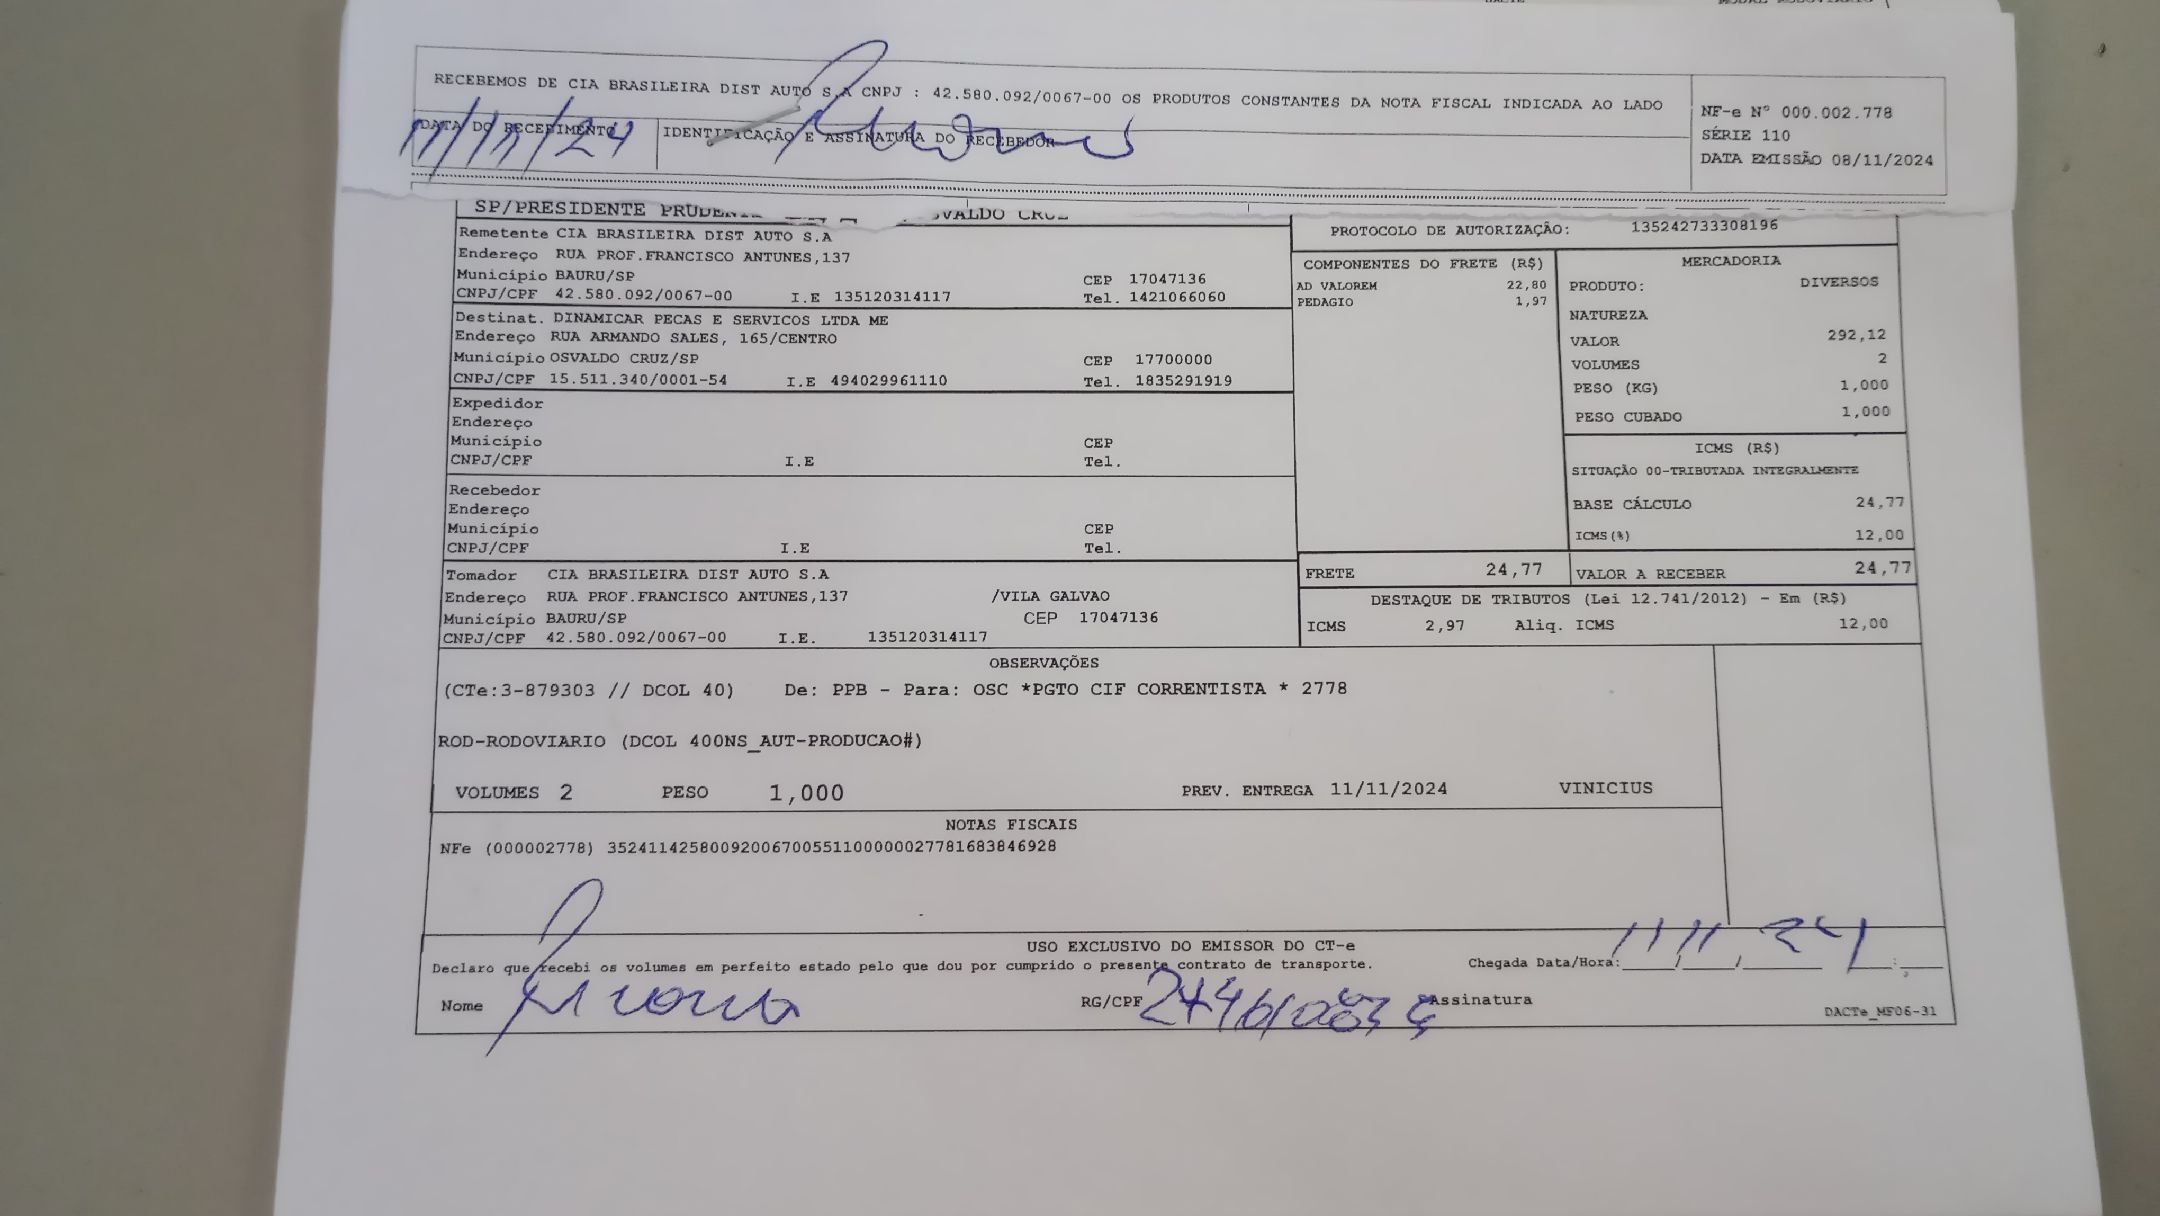 RECEBEMOS DE CIA BRASILEIRA DIST AUTO S.A CNPJ : 42.580.092/0067-00 OS PRODUTOS CONSTANTES DA NOTA FISCAL INDICADA AO LADO
NF-e N° 000.002.778
SÉRIE 110
DATA EMISSÃO 08/11/2024
DATA DO RECEBIMENTO
11/11/24
IDENTIFICAÇÃO E ASSINATURA DO RECEBEDOR
SP/PRESIDENTE PRUDEN
OSVALDO CRUZ
PROTOCOLO DE AUTORIZAÇÃO: 135242733308196
Remetente CIA BRASILEIRA DIST AUTO S.A
Endereço RUA PROF.FRANCISCO ANTUNES,137
Município BAURU/SP CEP 17047136
CNPJ/CPF 42.580.092/0067-00 I.E 135120314117 Tel. 1421066060
Destinat. DINAMICAR PECAS E SERVICOS LTDA ME
Endereço RUA ARMANDO SALES, 165/CENTRO
Município OSVALDO CRUZ/SP CEP 17700000
CNPJ/CPF 15.511.340/0001-54 I.E 494029961110 Tel. 1835291919
Expedidor
Endereço
Município CEP
CNPJ/CPF I.E Tel.
Recebedor
Endereço
Município CEP
CNPJ/CPF I.E Tel.
Tomador CIA BRASILEIRA DIST AUTO S.A
Endereço RUA PROF.FRANCISCO ANTUNES,137 /VILA GALVAO
Município BAURU/SP CEP 17047136
CNPJ/CPF 42.580.092/0067-00 I.E. 135120314117
COMPONENTES DO FRETE (R$)
AD VALOREM 22,80
PEDAGIO 1,97
MERCADORIA
PRODUTO: DIVERSOS
NATUREZA
VALOR 292,12
VOLUMES 2
PESO (KG) 1,000
PESO CUBADO 1,000
ICMS (R$)
SITUAÇÃO 00-TRIBUTADA INTEGRALMENTE
BASE CÁLCULO 24,77
ICMS(%) 12,00
FRETE 24,77 VALOR A RECEBER 24,77
DESTAQUE DE TRIBUTOS (Lei 12.741/2012) - Em (R$)
ICMS 2,97 Aliq. ICMS 12,00
OBSERVAÇÕES
(CTe:3-879303 // DCOL 40) De: PPB - Para: OSC *PGTO CIF CORRENTISTA * 2778
ROD-RODOVIARIO (DCOL 400NS_AUT-PRODUCAO#)
VOLUMES 2 PESO 1,000 PREV. ENTREGA 11/11/2024 VINICIUS
NOTAS FISCAIS
NFe (000002778) 35241142580092006700551100000027781683846928
USO EXCLUSIVO DO EMISSOR DO CT-e
Declaro que recebi os volumes em perfeito estado pelo que dou por cumprido o presente contrato de transporte.
Chegada Data/Hora: 11/11 24
Nome RG/CPF Assinatura
DACTe_MF06-31